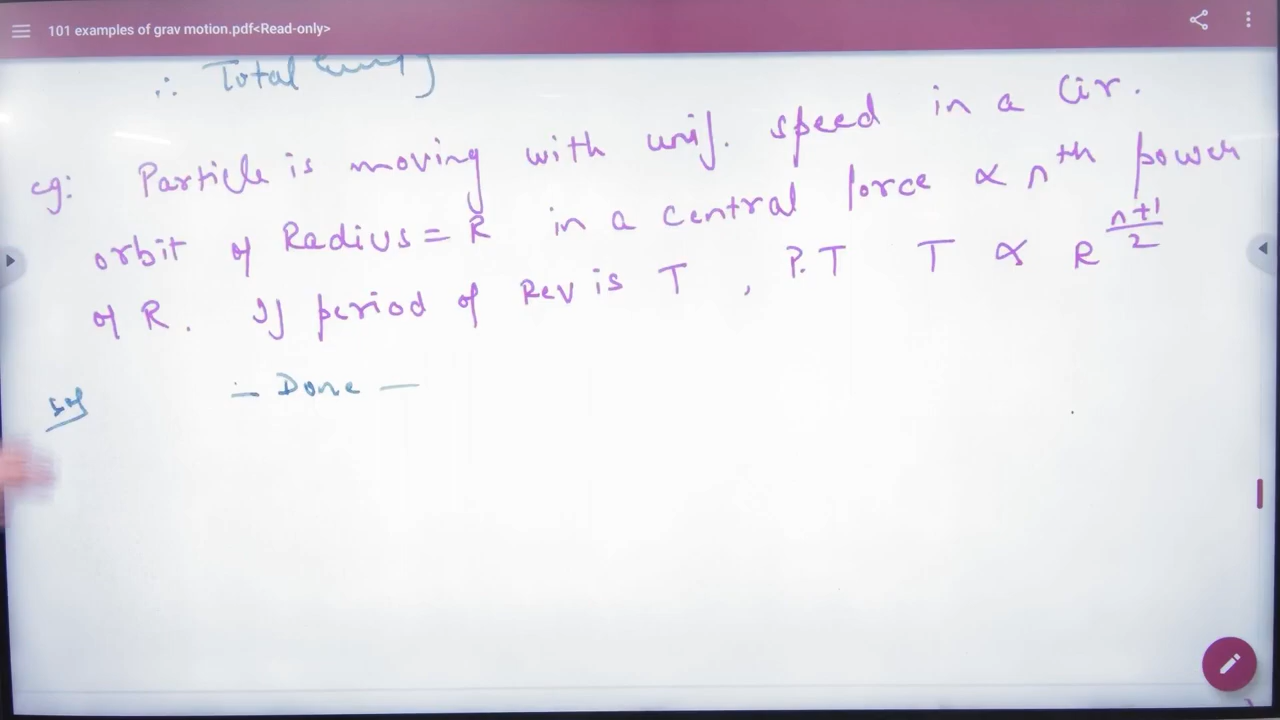 101 examples of grav motion.pdf<Read-only>
∴ Total Energy
eg: Particle is moving with unif. speed in a Cir.
orbit of Radius = R in a central force ∝ nth power
of R. If period of Rev is T, P.T T ∝ R^(n+1)/2
Sol — Done —